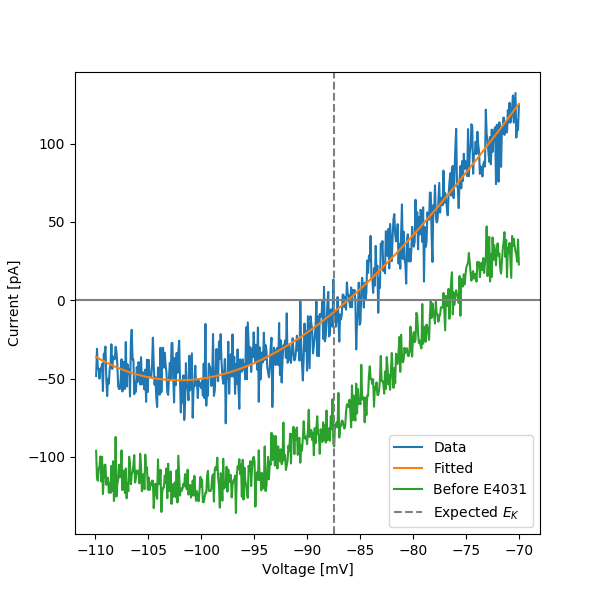 100
50
0
−50
−100
Current [pA]
Data
Fitted
Before E4031
Expected E_K
−110 −105 −100 −95 −90 −85 −80 −75 −70
Voltage [mV]